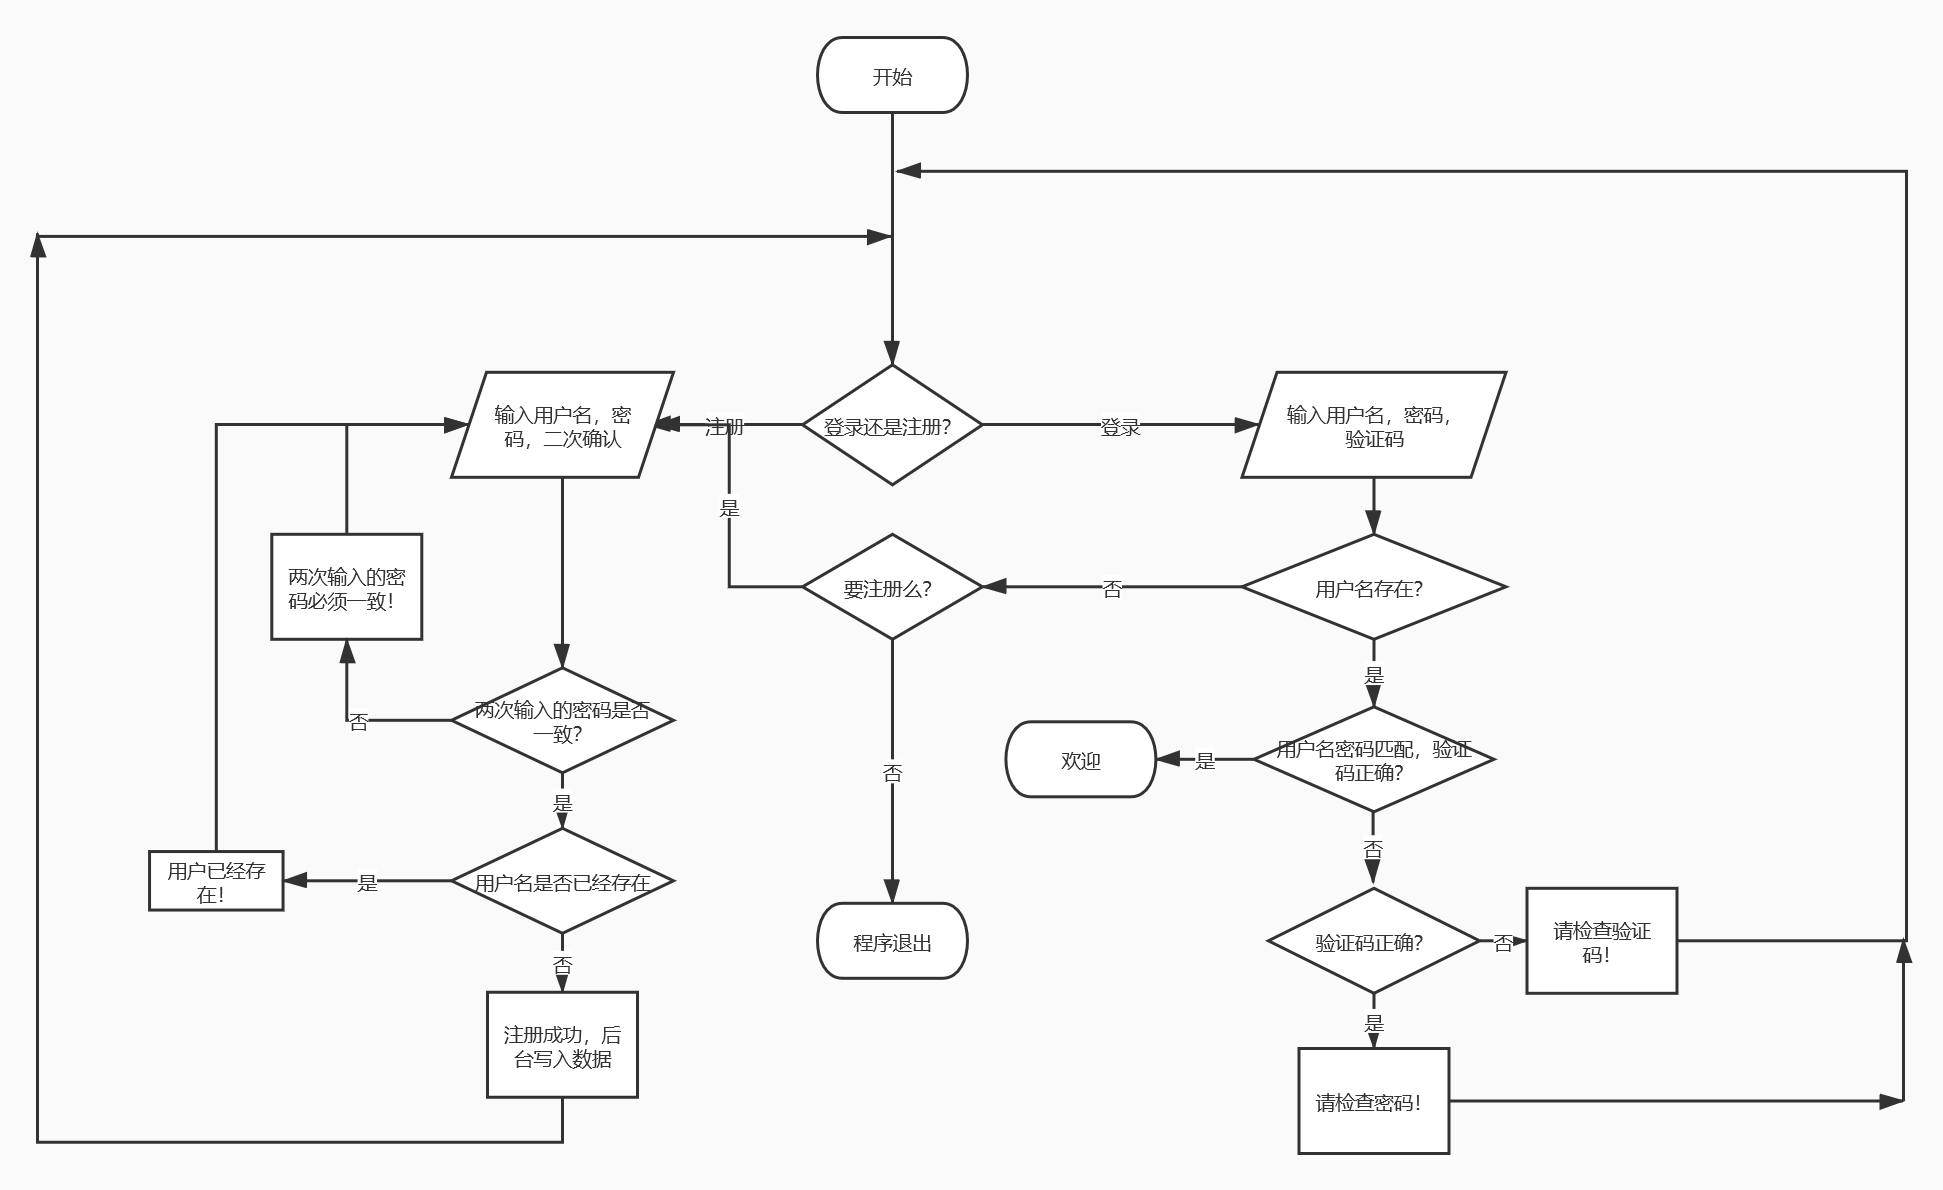 开始
注册
登录还是注册？
登录
输入用户名，密
码，二次确认
输入用户名，密码，
验证码
是
两次输入的密
码必须一致！
要注册么？
否
用户名存在？
是
两次输入的密码是否
一致？
否
欢迎
是
用户名密码匹配，验证
码正确？
否
是
否
用户已经存
在！
是
用户名是否已经存在
程序退出
验证码正确？
否
请检查验证
码！
否
是
注册成功，后
台写入数据
请检查密码！